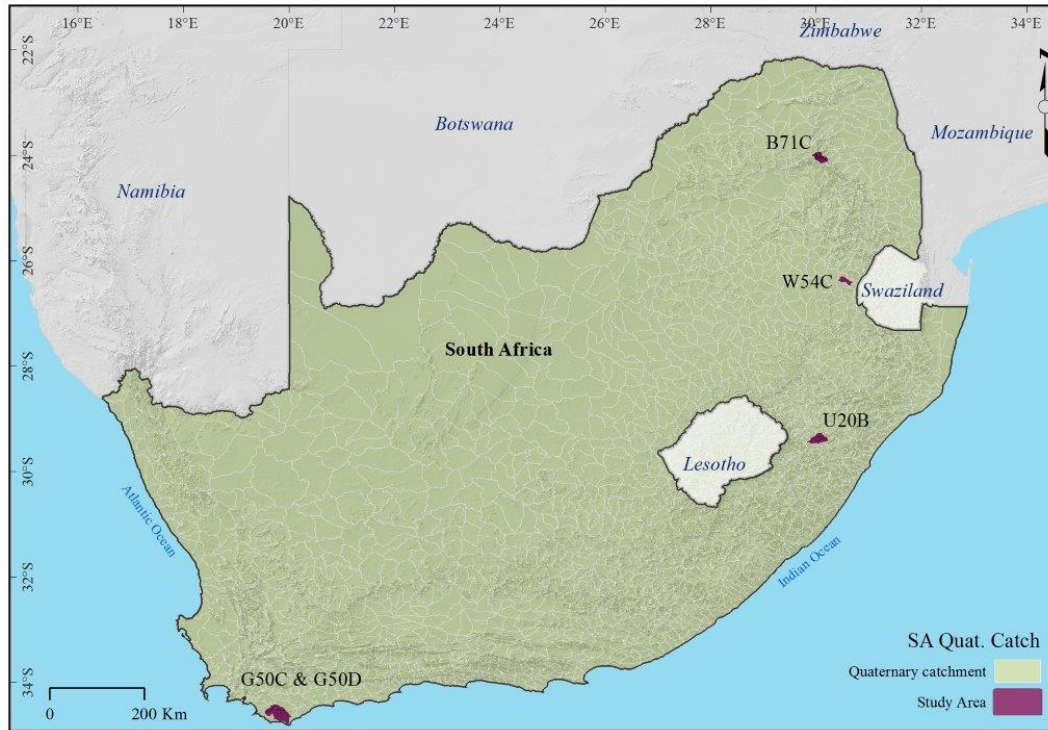 16°E 18°E 20°E 22°E 24°E 26°E 28°E 30°E 32°E 34°E
Zimbabwe
22°S
Botswana
Mozambique
B71C
24°S
Namibia
26°S
W54C
Swaziland
South Africa
28°S
U20B
Lesotho
30°S
Atlantic Ocean
Indian Ocean
32°S
SA Quat. Catch
Quaternary catchment
G50C & G50D
34°S
Study Area
0 200 Km